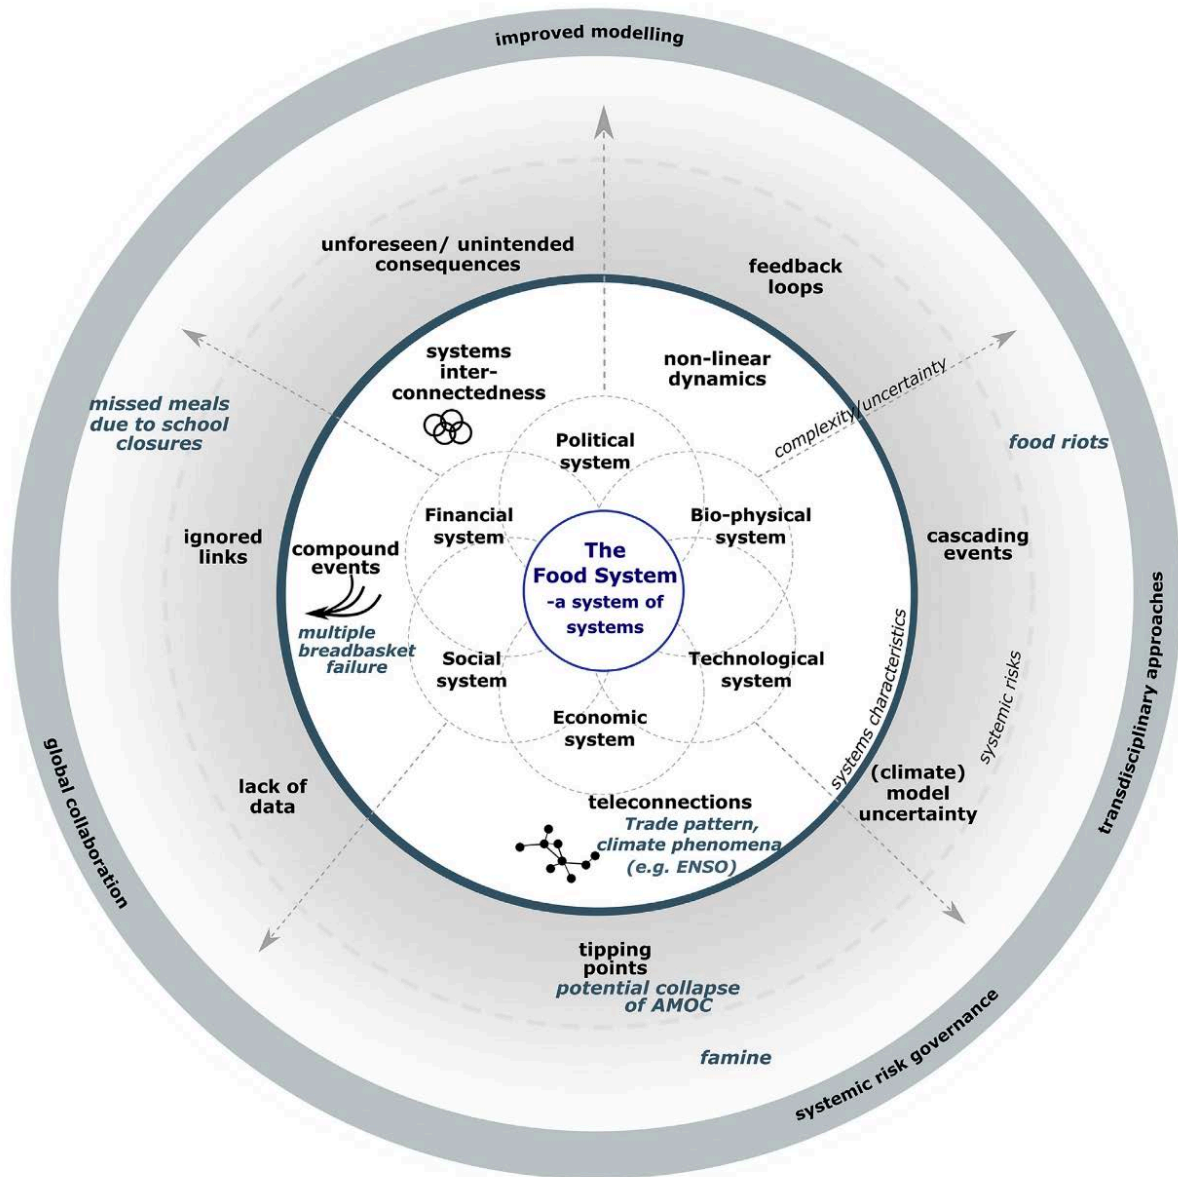 improved modelling
unforeseen/ unintended
consequences
feedback
loops
systems
inter-
connectedness
non-linear
dynamics
complexity/uncertainty
missed meals
due to school
closures
food riots
Political
system
Financial
system
Bio-physical
system
ignored
links
compound
events
multiple
breadbasket
failure
The
Food System
-a system of
systems
cascading
events
Social
system
Technological
system
Economic
system
systems characteristics
systemic risks
transdisciplinary approaches
global collaboration
lack of
data
(climate)
model
uncertainty
teleconnections
Trade pattern,
climate phenomena
(e.g. ENSO)
tipping
points
potential collapse
of AMOC
famine
systemic risk governance